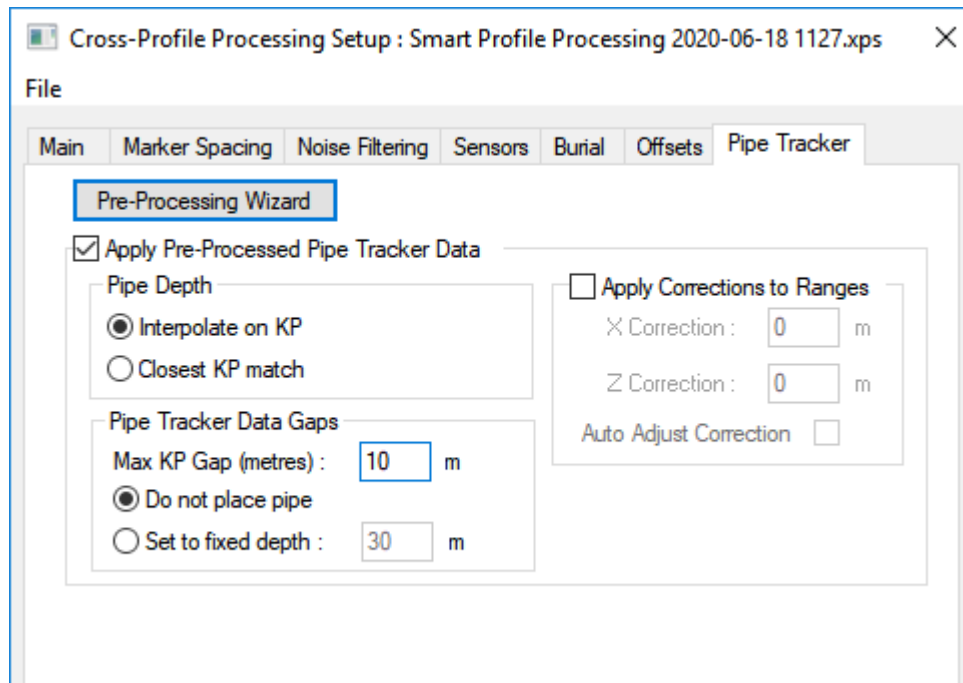 Cross-Profile Processing Setup : Smart Profile Processing 2020-06-18 1127.xps
File
Main Marker Spacing Noise Filtering Sensors Burial Offsets Pipe Tracker
Pre-Processing Wizard
Apply Pre-Processed Pipe Tracker Data
Pipe Depth
Interpolate on KP
Closest KP match
Apply Corrections to Ranges
X Correction : 0 m
Z Correction : 0 m
Auto Adjust Correction
Pipe Tracker Data Gaps
Max KP Gap (metres) : 10 m
Do not place pipe
Set to fixed depth : 30 m